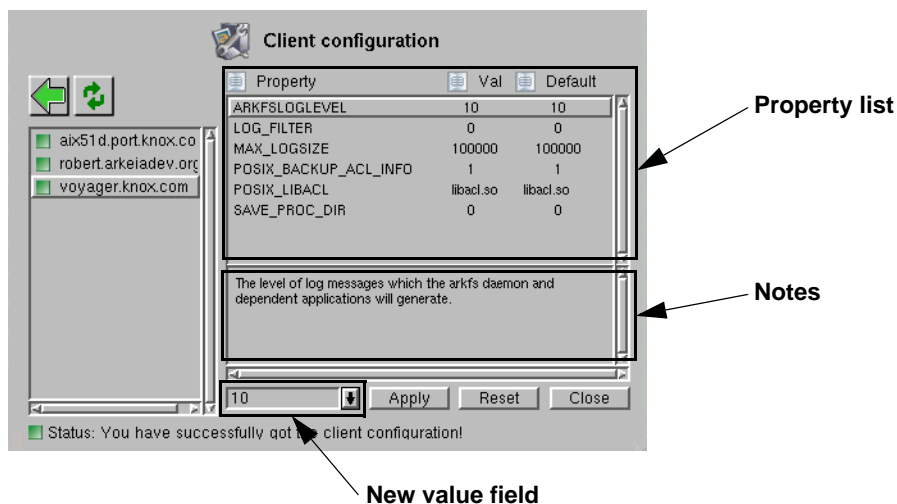 Client configuration
Property Val Default
ARKFSLOGLEVEL 10 10
LOG_FILTER 0 0
MAX_LOGSIZE 100000 100000
POSIX_BACKUP_ACL_INFO 1 1
POSIX_LIBACL libacl.so libacl.so
SAVE_PROC_DIR 0 0
aix51d.port.knox.co
robert.arkeiadev.org
voyager.knox.com
The level of log messages which the arkfs daemon and
dependent applications will generate.
10 Apply Reset Close
Status: You have successfully got the client configuration!
Property list
Notes
New value field